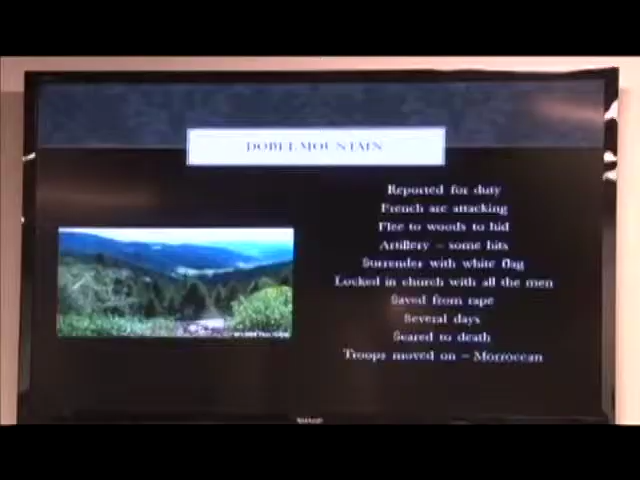 DOBEL MOUNTAIN
Reported for duty
French are attacking
Flee to woods to hid
Artillery – some hits
Surrender with white flag
Locked in church with all the men
Saved from rape
Several days
Scared to death
Troops moved on – Morrocean